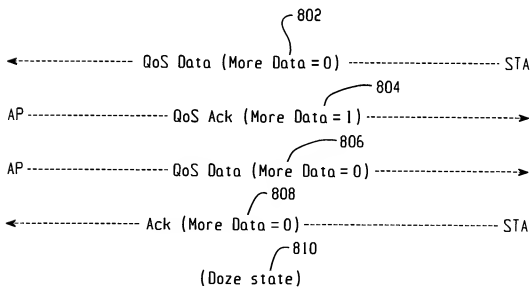 802
QoS Data (More Data = 0) STA
804
AP QoS Ack (More Data = 1)
806
AP QoS Data (More Data = 0)
808
Ack (More Data = 0) STA
810
(Doze state)